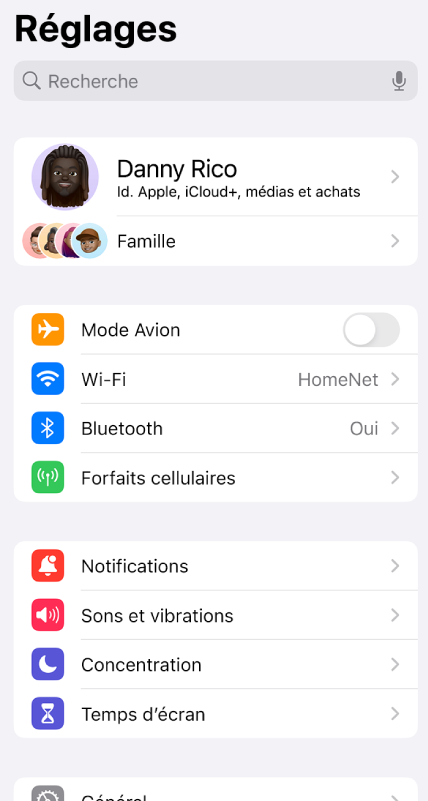 Réglages
Recherche
Danny Rico
Id. Apple, iCloud+, médias et achats
Famille
Mode Avion
Wi-Fi HomeNet
Bluetooth Oui
Forfaits cellulaires
Notifications
Sons et vibrations
Concentration
Temps d’écran
Général